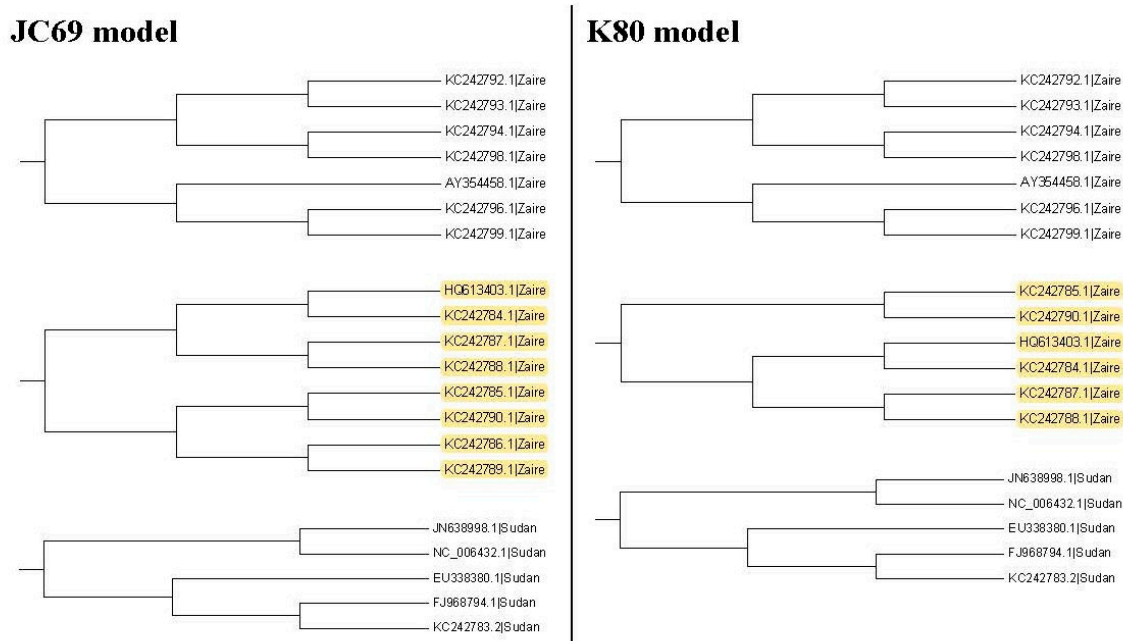 JC69 model
KC242792.1|Zaire
KC242793.1|Zaire
KC242794.1|Zaire
KC242798.1|Zaire
AY354458.1|Zaire
KC242796.1|Zaire
KC242799.1|Zaire
HQ613403.1|Zaire
KC242784.1|Zaire
KC242787.1|Zaire
KC242788.1|Zaire
KC242785.1|Zaire
KC242790.1|Zaire
KC242786.1|Zaire
KC242789.1|Zaire
JN638998.1|Sudan
NC_006432.1|Sudan
EU338380.1|Sudan
FJ968794.1|Sudan
KC242783.2|Sudan
K80 model
KC242792.1|Zaire
KC242793.1|Zaire
KC242794.1|Zaire
KC242798.1|Zaire
AY354458.1|Zaire
KC242796.1|Zaire
KC242799.1|Zaire
KC242785.1|Zaire
KC242790.1|Zaire
HQ613403.1|Zaire
KC242784.1|Zaire
KC242787.1|Zaire
KC242788.1|Zaire
JN638998.1|Sudan
NC_006432.1|Sudan
EU338380.1|Sudan
FJ968794.1|Sudan
KC242783.2|Sudan